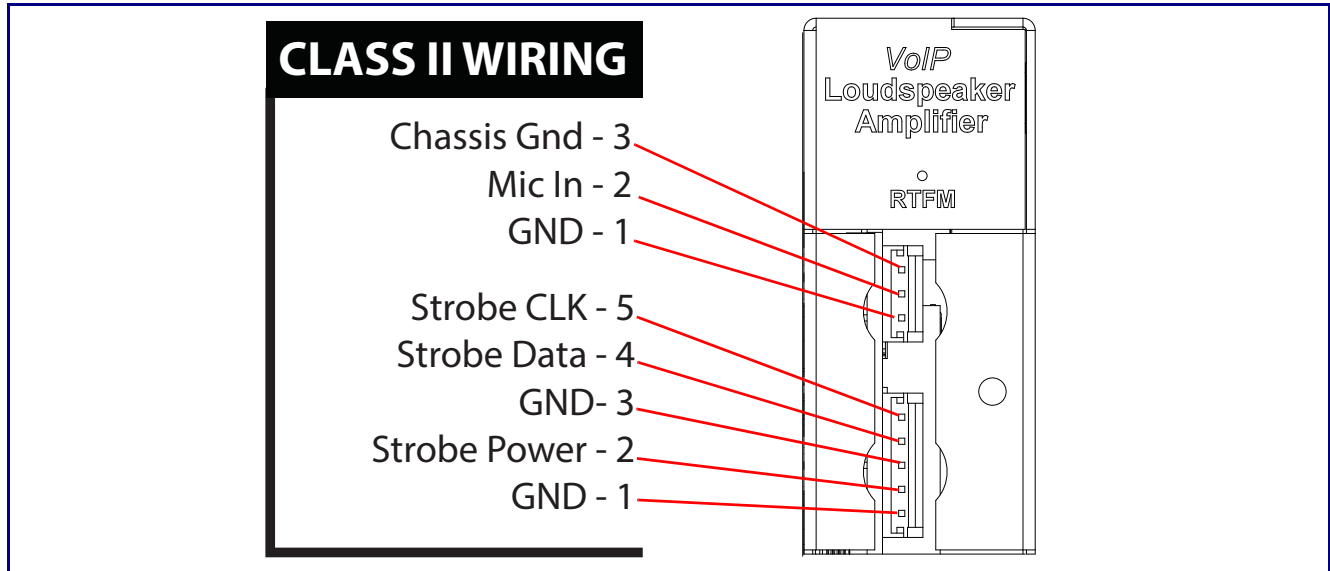 CLASS II WIRING
Chassis Gnd - 3
Mic In - 2
GND - 1
Strobe CLK - 5
Strobe Data - 4
GND- 3
Strobe Power - 2
GND - 1
VoIP
Loudspeaker
Amplifier
RTFM